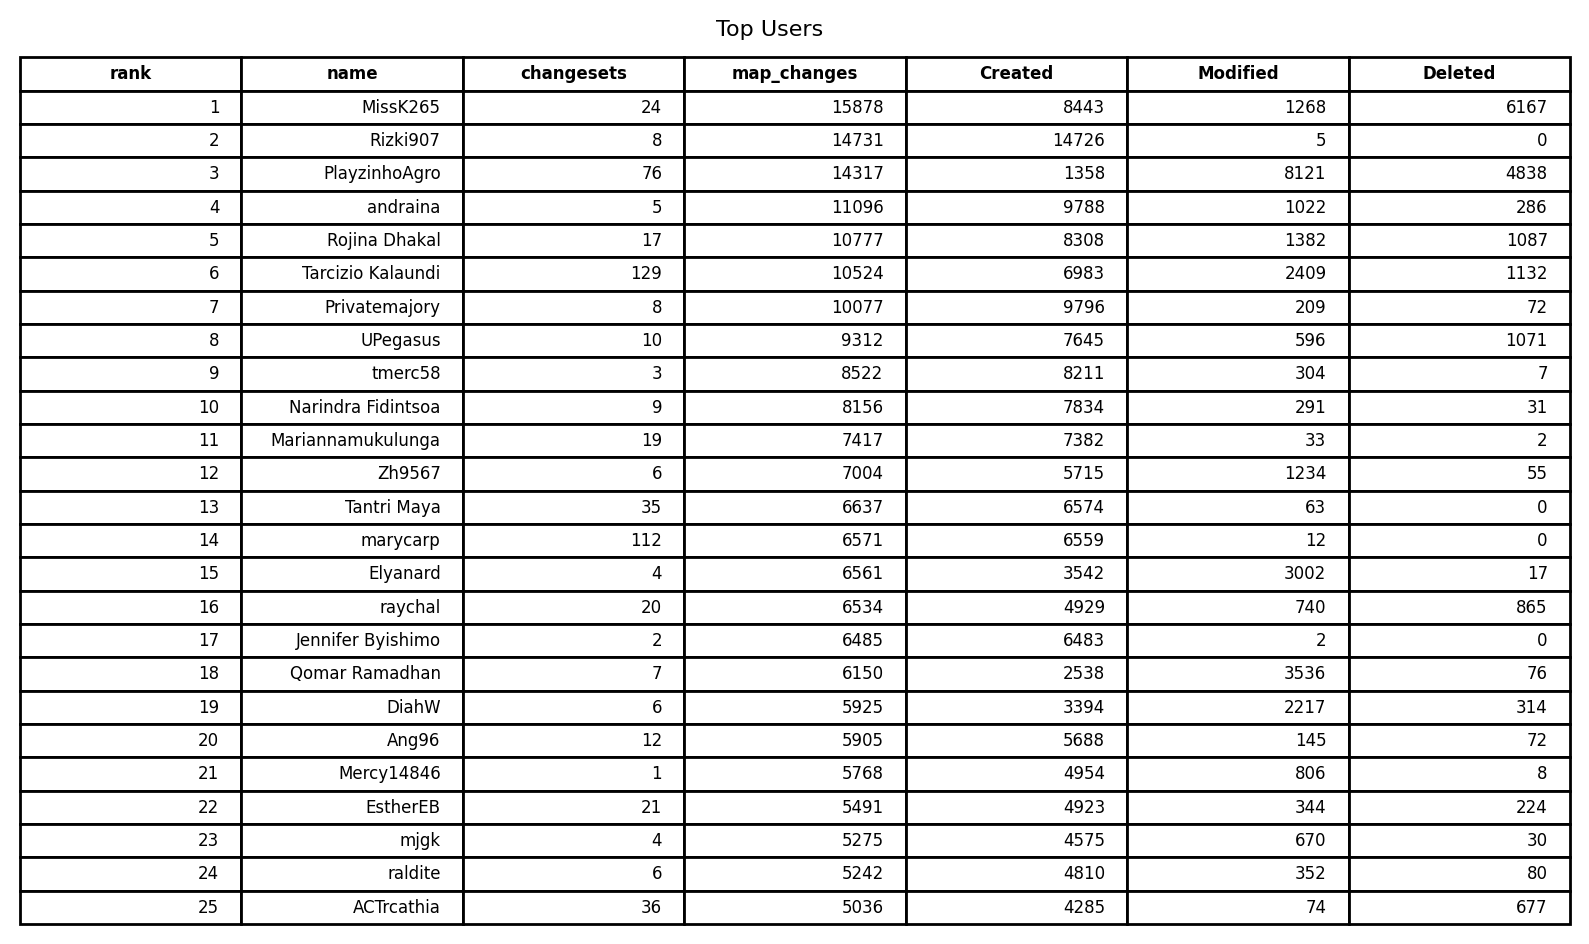 Top Users
rank name changesets map_changes Created Modified Deleted
1 MissK265 24 15878 8443 1268 6167
2 Rizki907 8 14731 14726 5 0
3 PlayzinhoAgro 76 14317 1358 8121 4838
4 andraina 5 11096 9788 1022 286
5 Rojina Dhakal 17 10777 8308 1382 1087
6 Tarcizio Kalaundi 129 10524 6983 2409 1132
7 Privatemajory 8 10077 9796 209 72
8 UPegasus 10 9312 7645 596 1071
9 tmerc58 3 8522 8211 304 7
10 Narindra Fidintsoa 9 8156 7834 291 31
11 Mariannamukulunga 19 7417 7382 33 2
12 Zh9567 6 7004 5715 1234 55
13 Tantri Maya 35 6637 6574 63 0
14 marycarp 112 6571 6559 12 0
15 Elyanard 4 6561 3542 3002 17
16 raychal 20 6534 4929 740 865
17 Jennifer Byishimo 2 6485 6483 2 0
18 Qomar Ramadhan 7 6150 2538 3536 76
19 DiahW 6 5925 3394 2217 314
20 Ang96 12 5905 5688 145 72
21 Mercy14846 1 5768 4954 806 8
22 EstherEB 21 5491 4923 344 224
23 mjgk 4 5275 4575 670 30
24 raldite 6 5242 4810 352 80
25 ACTrcathia 36 5036 4285 74 677